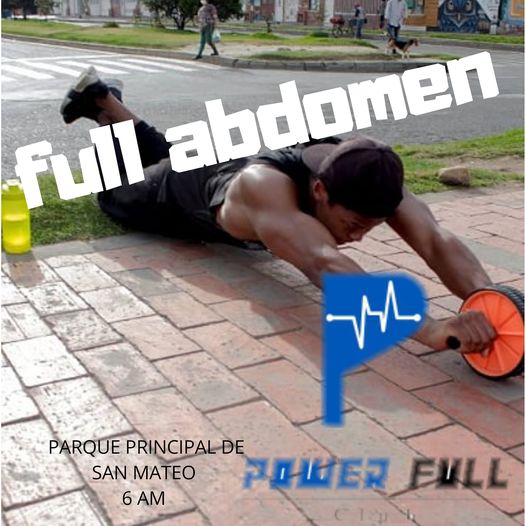 full abdomen
PARQUE PRINCIPAL DE
SAN MATEO
6 AM
POWER FULL